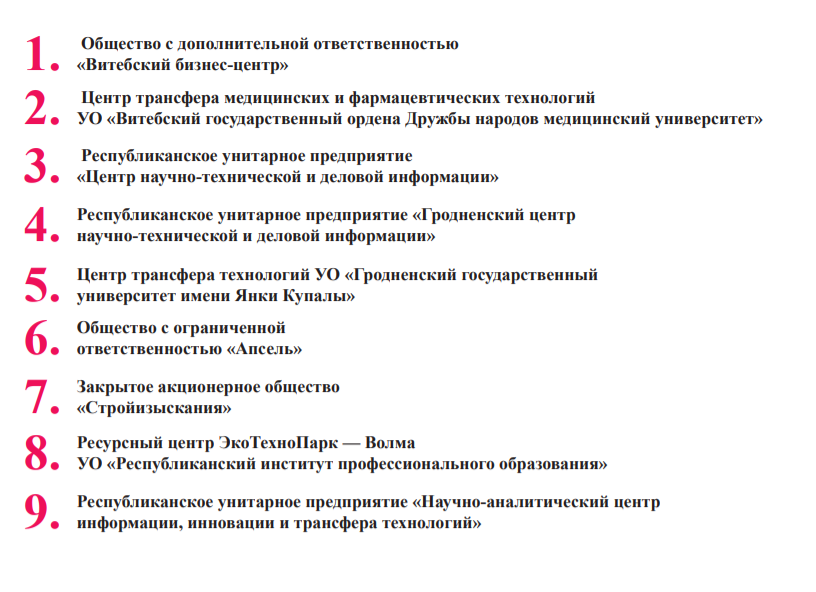 1. Общество с дополнительной ответственностью
«Витебский бизнес-центр»
2. Центр трансфера медицинских и фармацевтических технологий
УО «Витебский государственный ордена Дружбы народов медицинский университет»
3. Республиканское унитарное предприятие
«Центр научно-технической и деловой информации»
4. Республиканское унитарное предприятие «Гродненский центр
научно-технической и деловой информации»
5. Центр трансфера технологий УО «Гродненский государственный
университет имени Янки Купалы»
6. Общество с ограниченной
ответственностью «Апсель»
7. Закрытое акционерное общество
«Стройизыскания»
8. Ресурсный центр ЭкоТехноПарк — Волма
УО «Республиканский институт профессионального образования»
9. Республиканское унитарное предприятие «Научно-аналитический центр
информации, инновации и трансфера технологий»